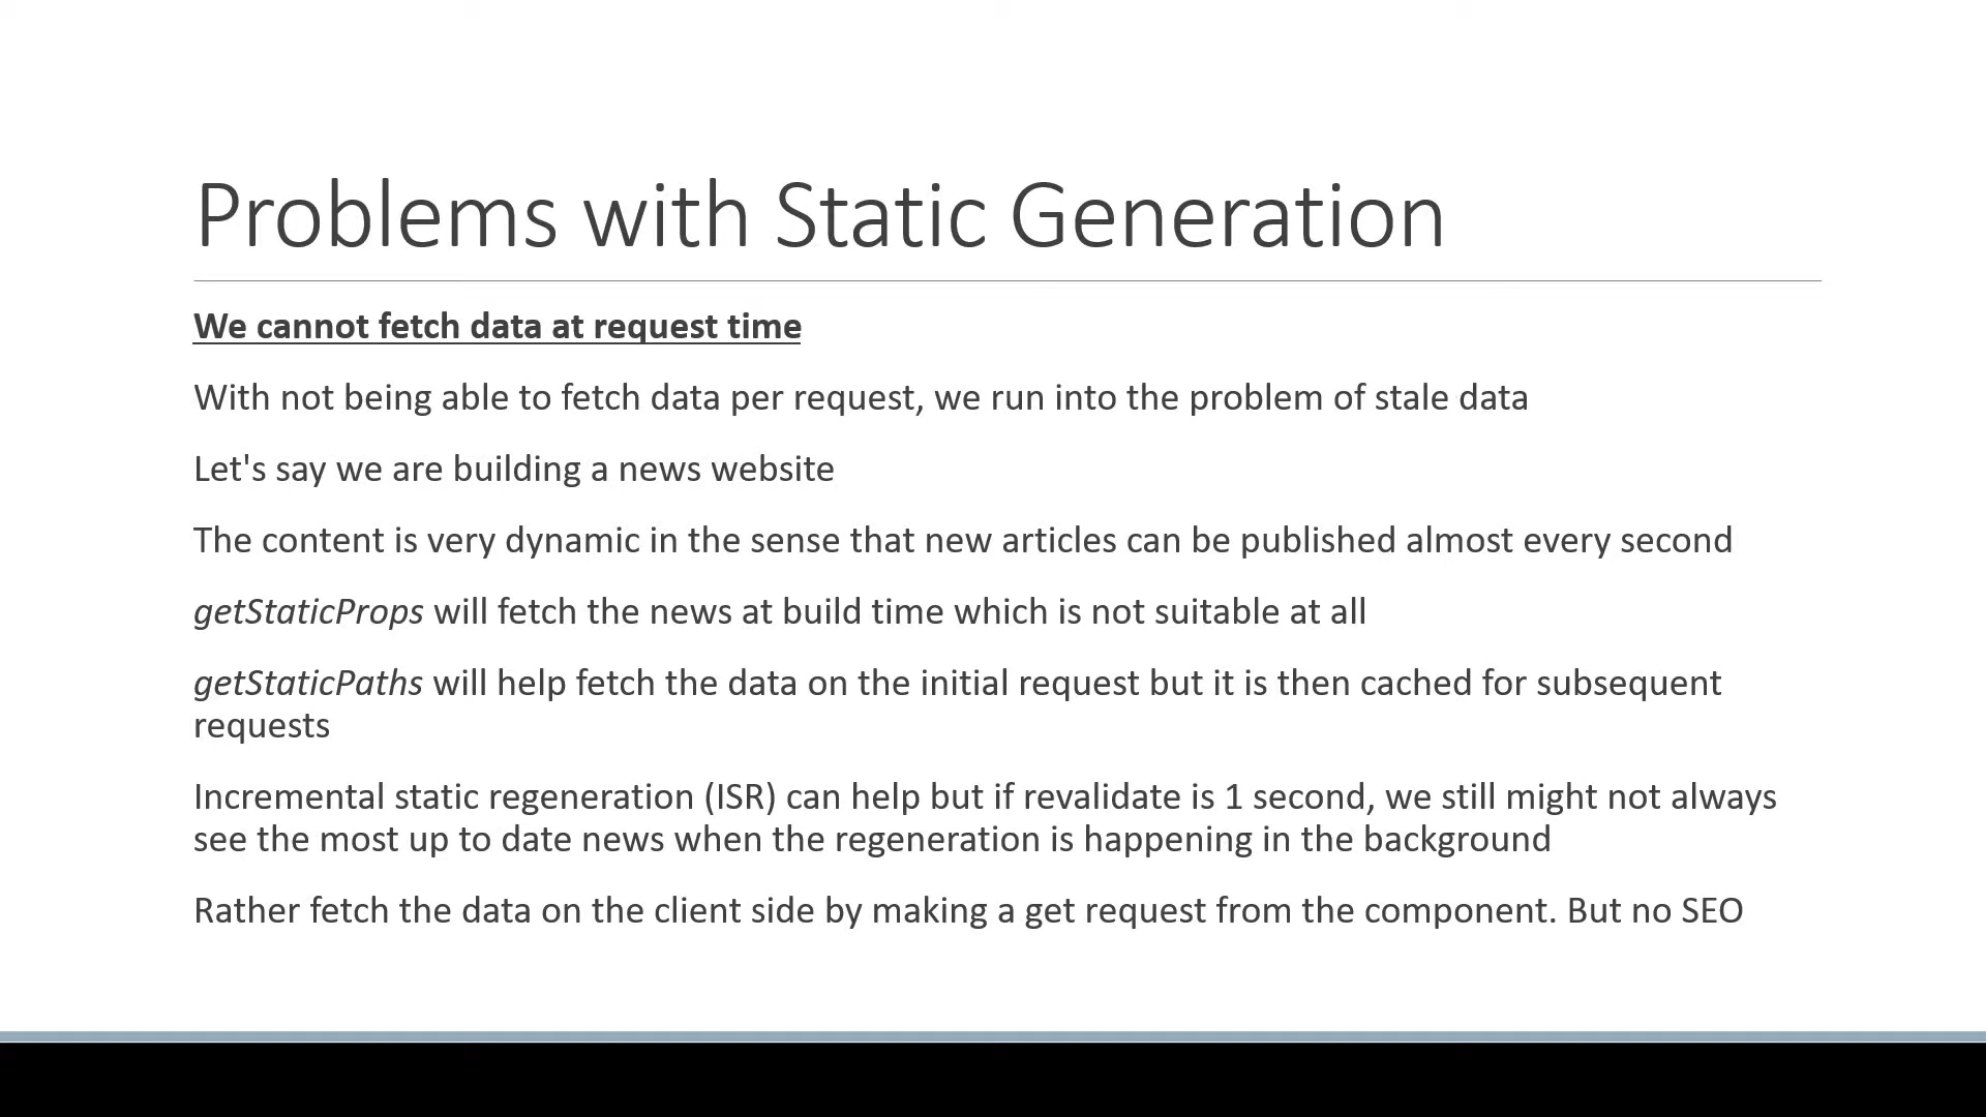 Problems with Static Generation
We cannot fetch data at request time
With not being able to fetch data per request, we run into the problem of stale data
Let's say we are building a news website
The content is very dynamic in the sense that new articles can be published almost every second
getStaticProps will fetch the news at build time which is not suitable at all
getStaticPaths will help fetch the data on the initial request but it is then cached for subsequent
requests
Incremental static regeneration (ISR) can help but if revalidate is 1 second, we still might not always
see the most up to date news when the regeneration is happening in the background
Rather fetch the data on the client side by making a get request from the component. But no SEO